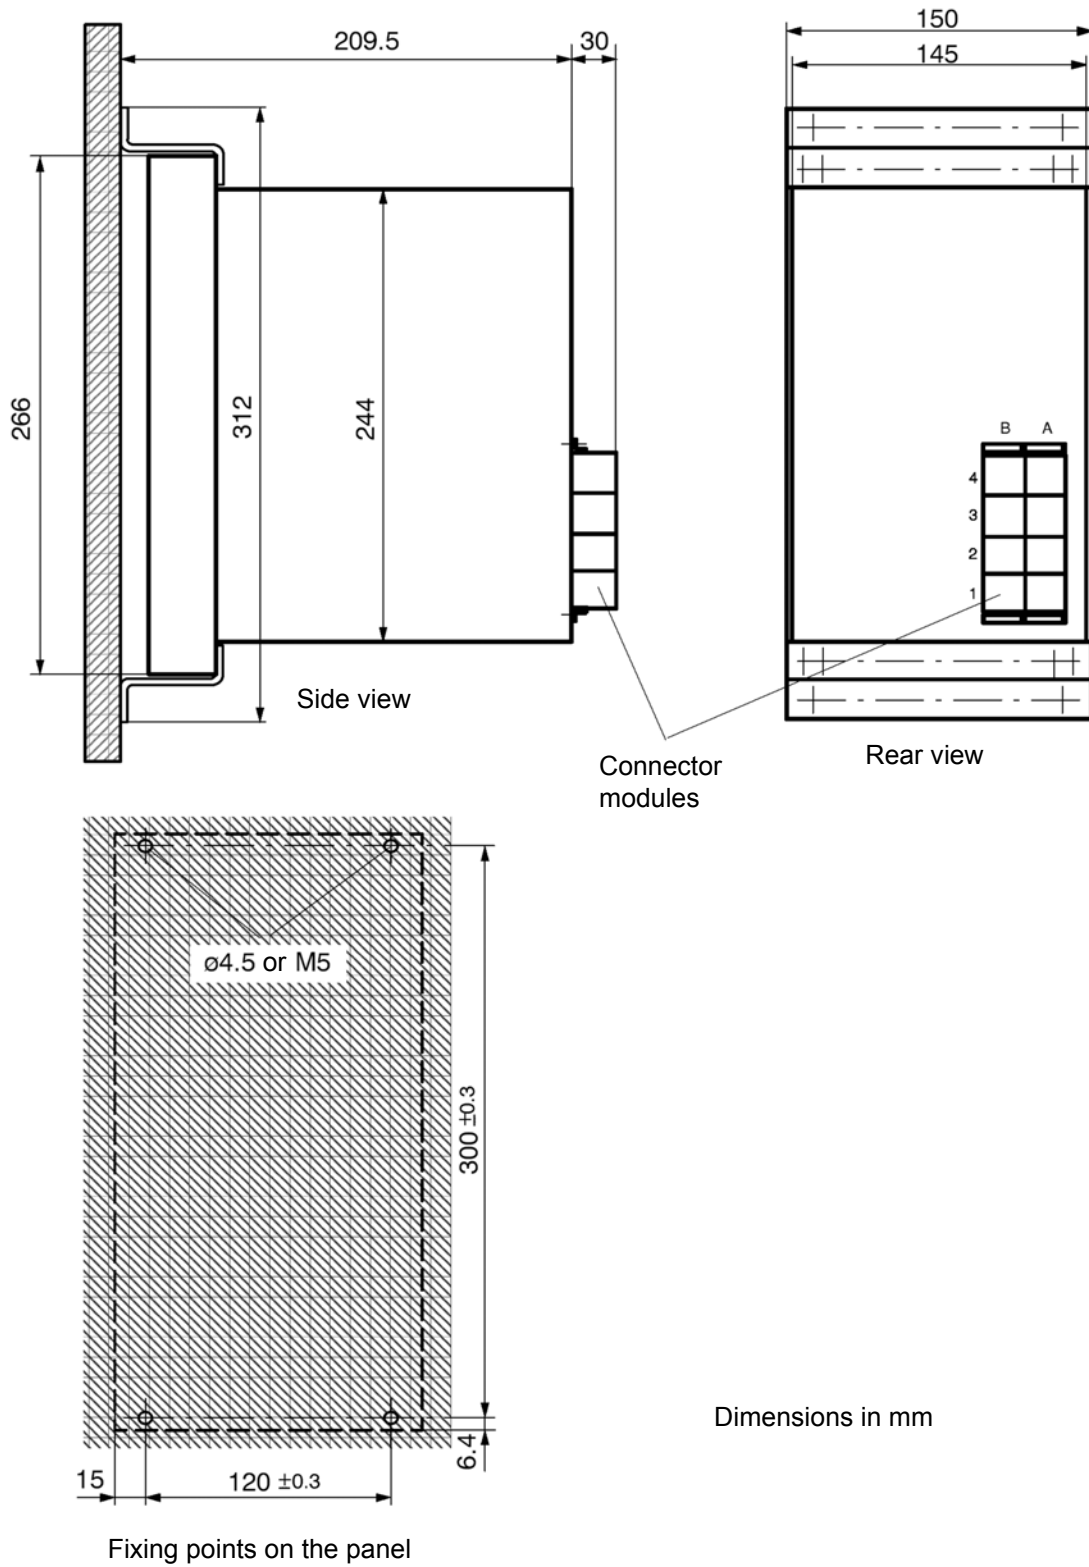 150
209.5
30
145
266
312
244
B A
4
3
2
1
Side view
Connector
modules
Rear view
ø4.5 or M5
300 ±0.3
6.4
Dimensions in mm
15
120 ±0.3
Fixing points on the panel